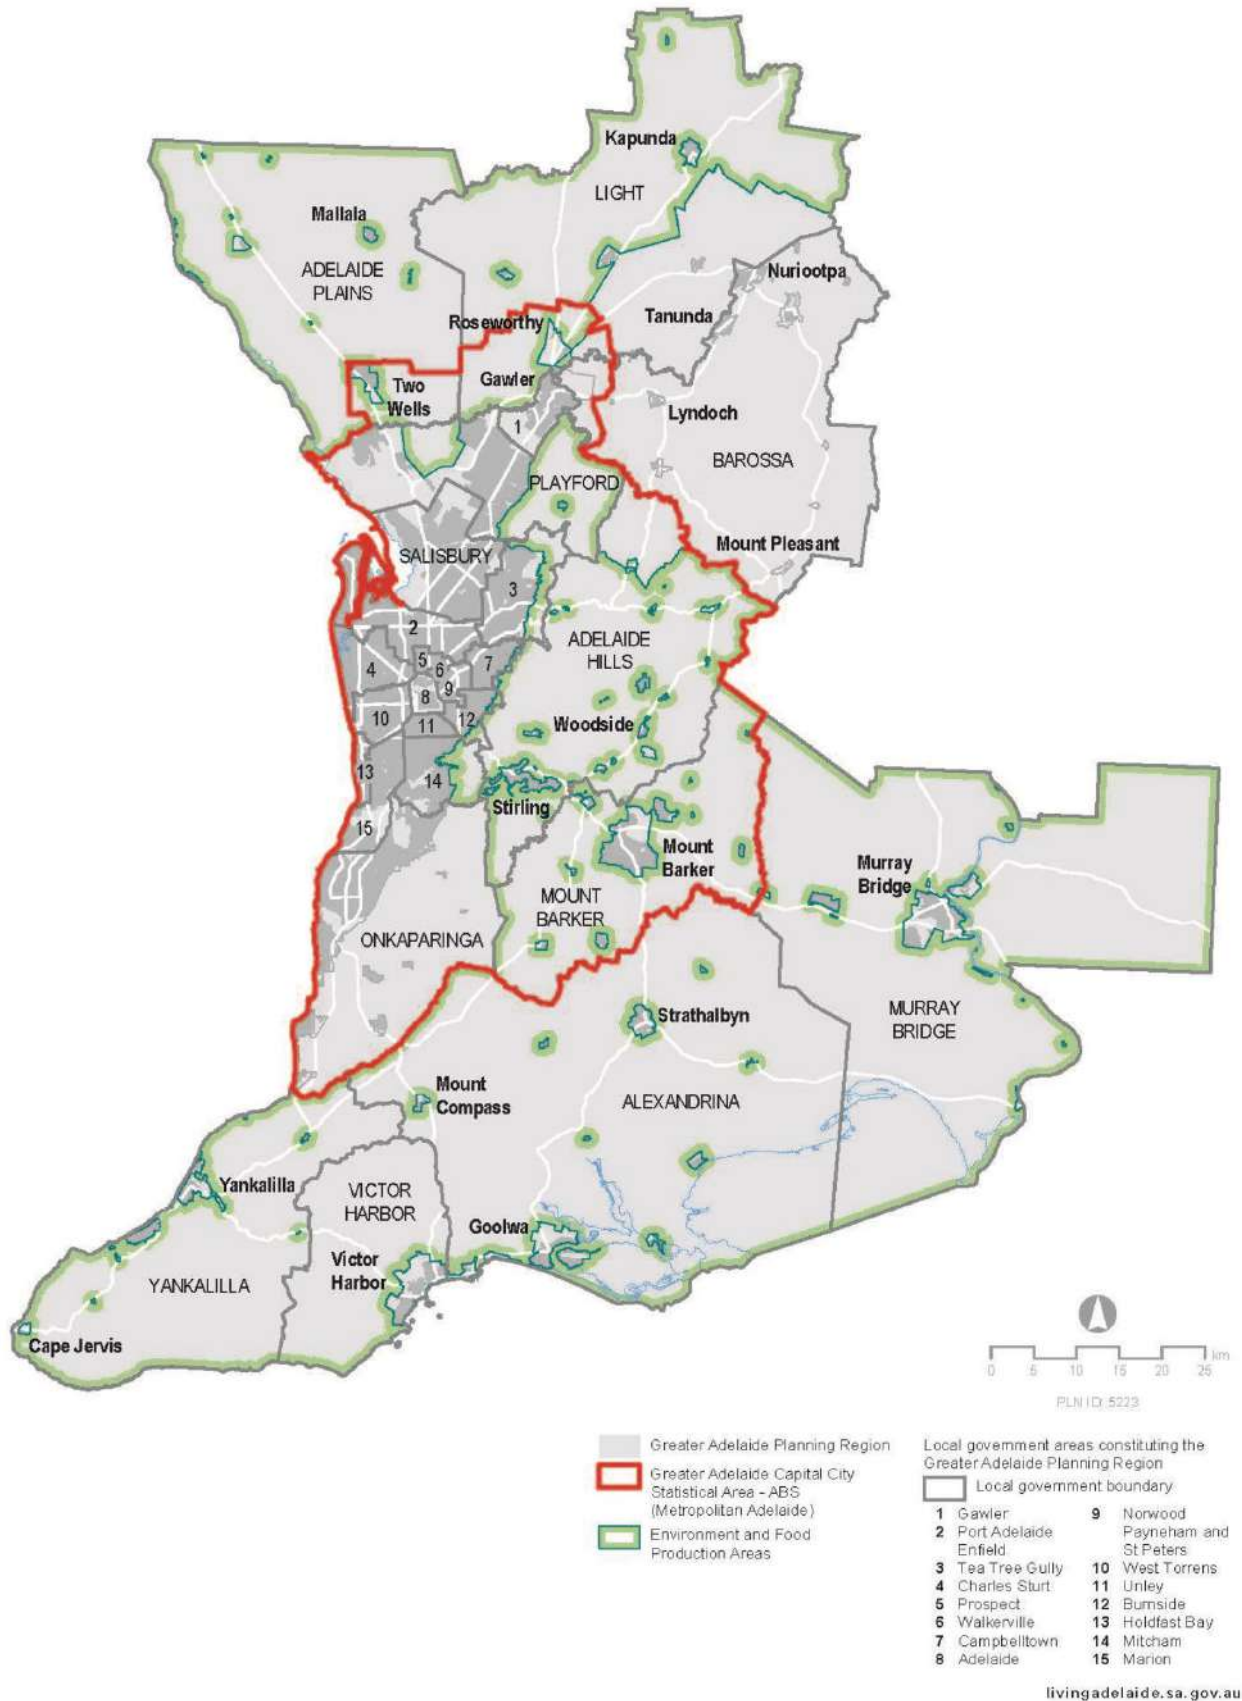 Kapunda
LIGHT
Mallala
ADELAIDE
PLAINS
Nuriootpa
Tanunda
Roseworthy
Two
Wells
Gawler
1
Lyndoch
BAROSSA
PLAYFORD
Mount Pleasant
SALISBURY
3
2
ADELAIDE
HILLS
4
5
6
7
8
9
10
11
12
Woodside
13
14
Stirling
15
Mount
Barker
Murray
Bridge
MOUNT
BARKER
ONKAPARINGA
MURRAY
BRIDGE
Strathalbyn
Mount
Compass
ALEXANDRINA
Yankalilla
VICTOR
HARBOR
Goolwa
Victor
Harbor
YANKALILLA
Cape Jervis
km
0 5 10 15 20 25
PLN ID: 5223
Greater Adelaide Planning Region
Greater Adelaide Capital City
Statistical Area - ABS
(Metropolitan Adelaide)
Environment and Food
Production Areas
Local government areas constituting the
Greater Adelaide Planning Region
Local government boundary
1 Gawler
2 Port Adelaide
Enfield
3 Tea Tree Gully
4 Charles Sturt
5 Prospect
6 Walkerville
7 Campbelltown
8 Adelaide
9 Norwood
Payneham and
St Peters
10 West Torrens
11 Unley
12 Burnside
13 Holdfast Bay
14 Mitcham
15 Marion
livingadelaide.sa.gov.au